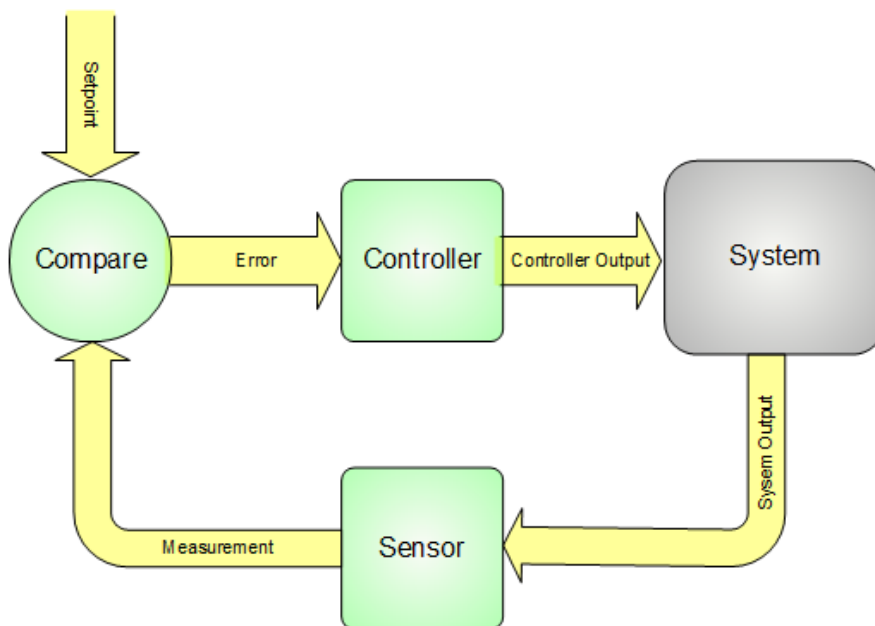 Setpoint
Compare
Error
Controller
Controller Output
System
Sysem Output
Sensor
Measurement